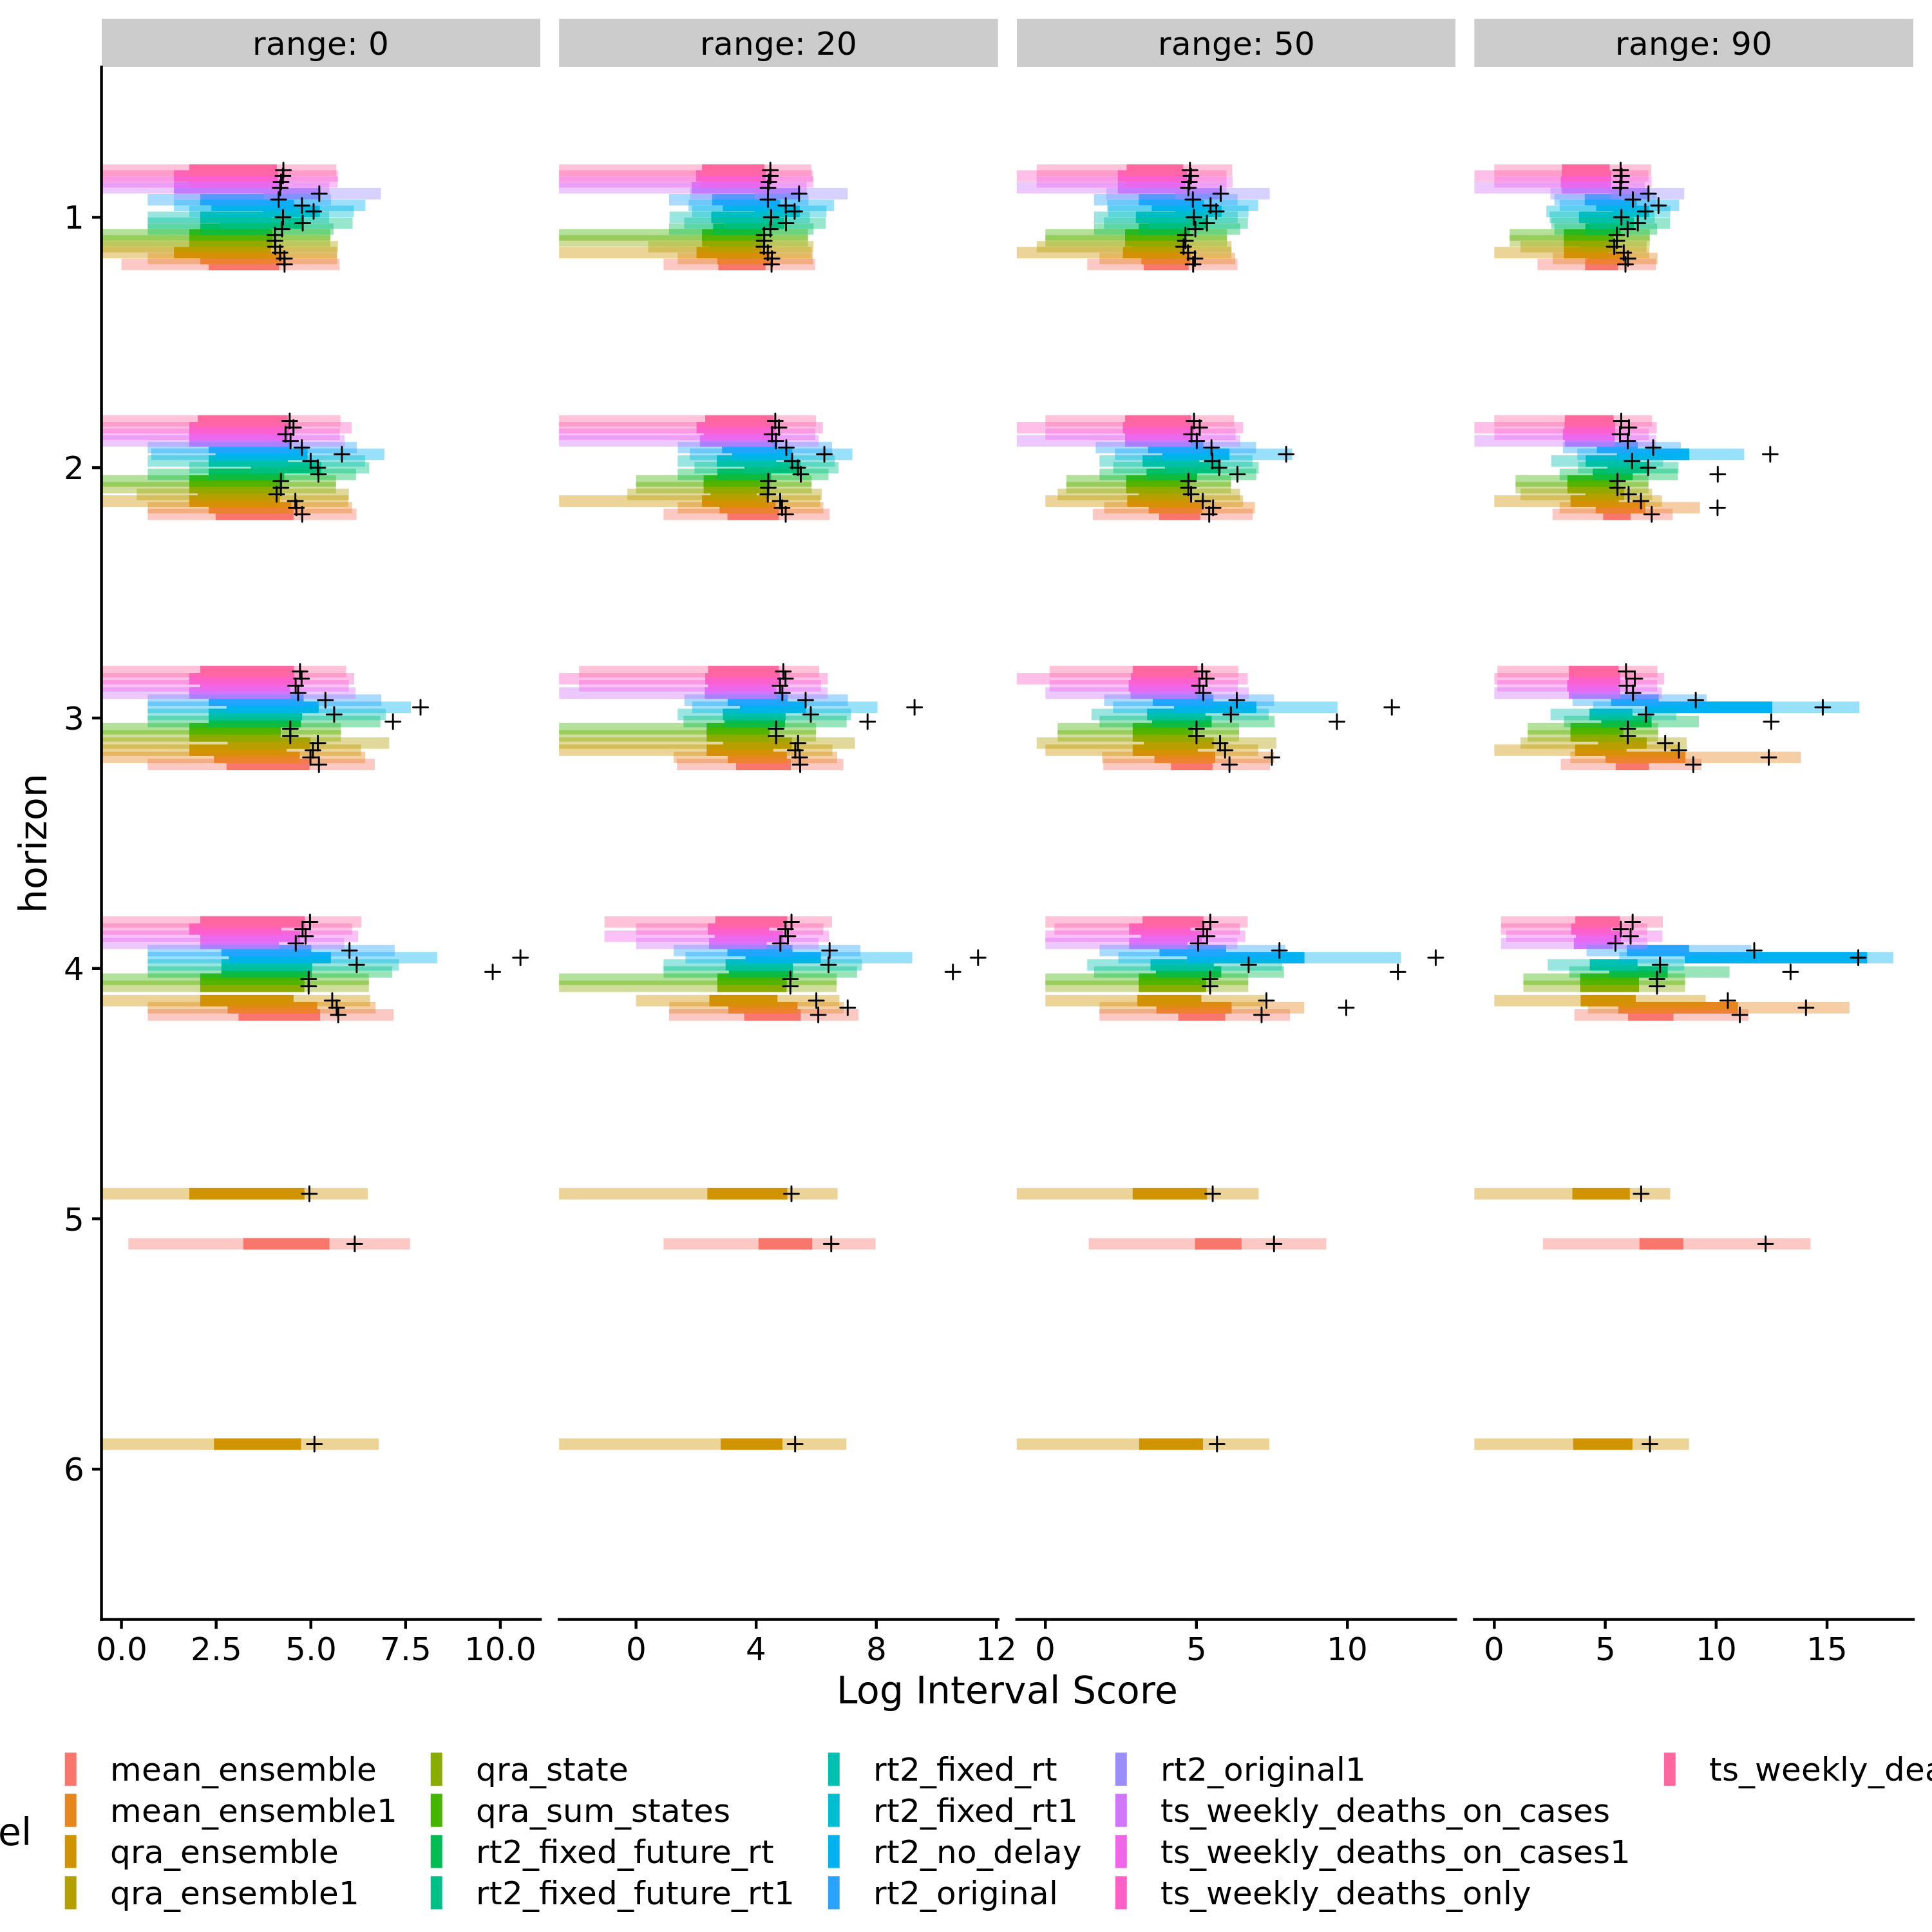 range: 0 range: 20 range: 50 range: 90
1
2
3
4
5
6
horizon
0.0 2.5 5.0 7.5 10.0 0 4 8 12 0 5 10 0 5 10 15
Log Interval Score
el
mean_ensemble qra_state rt2_fixed_rt rt2_original1 ts_weekly_dea
mean_ensemble1 qra_sum_states rt2_fixed_rt1 ts_weekly_deaths_on_cases
qra_ensemble rt2_fixed_future_rt rt2_no_delay ts_weekly_deaths_on_cases1
qra_ensemble1 rt2_fixed_future_rt1 rt2_original ts_weekly_deaths_only